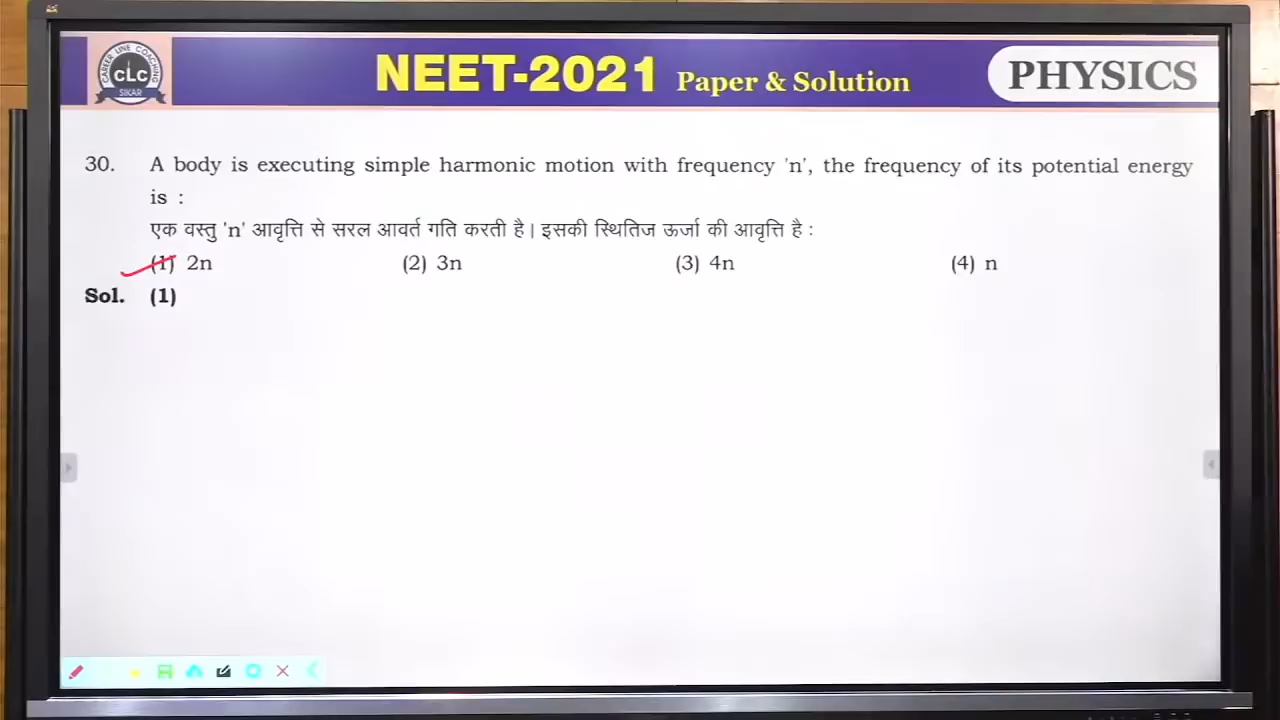 CAREER LINE COACHING
CLC
SIKAR
NEET-2021 Paper & Solution
PHYSICS
30. A body is executing simple harmonic motion with frequency 'n', the frequency of its potential energy
is :
एक वस्तु 'n' आवृत्ति से सरल आवर्त गति करती है। इसकी स्थितिज ऊर्जा की आवृत्ति है :
(1) 2n (2) 3n (3) 4n (4) n
Sol. (1)